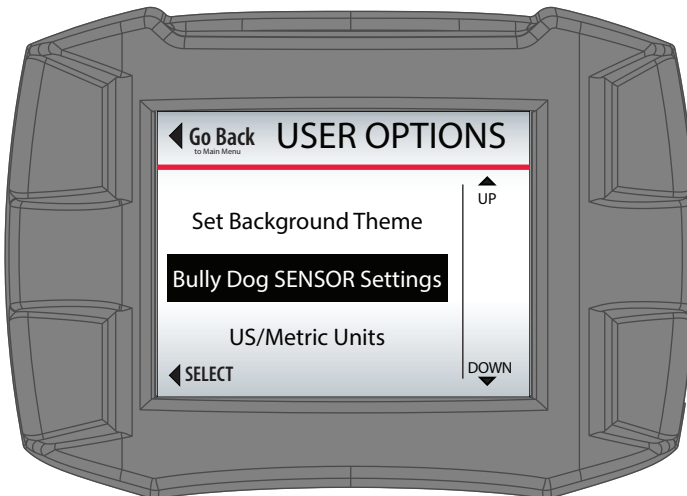 Go Back USER OPTIONS
to Main Menu
UP
Set Background Theme
Bully Dog SENSOR Settings
US/Metric Units
SELECT
DOWN